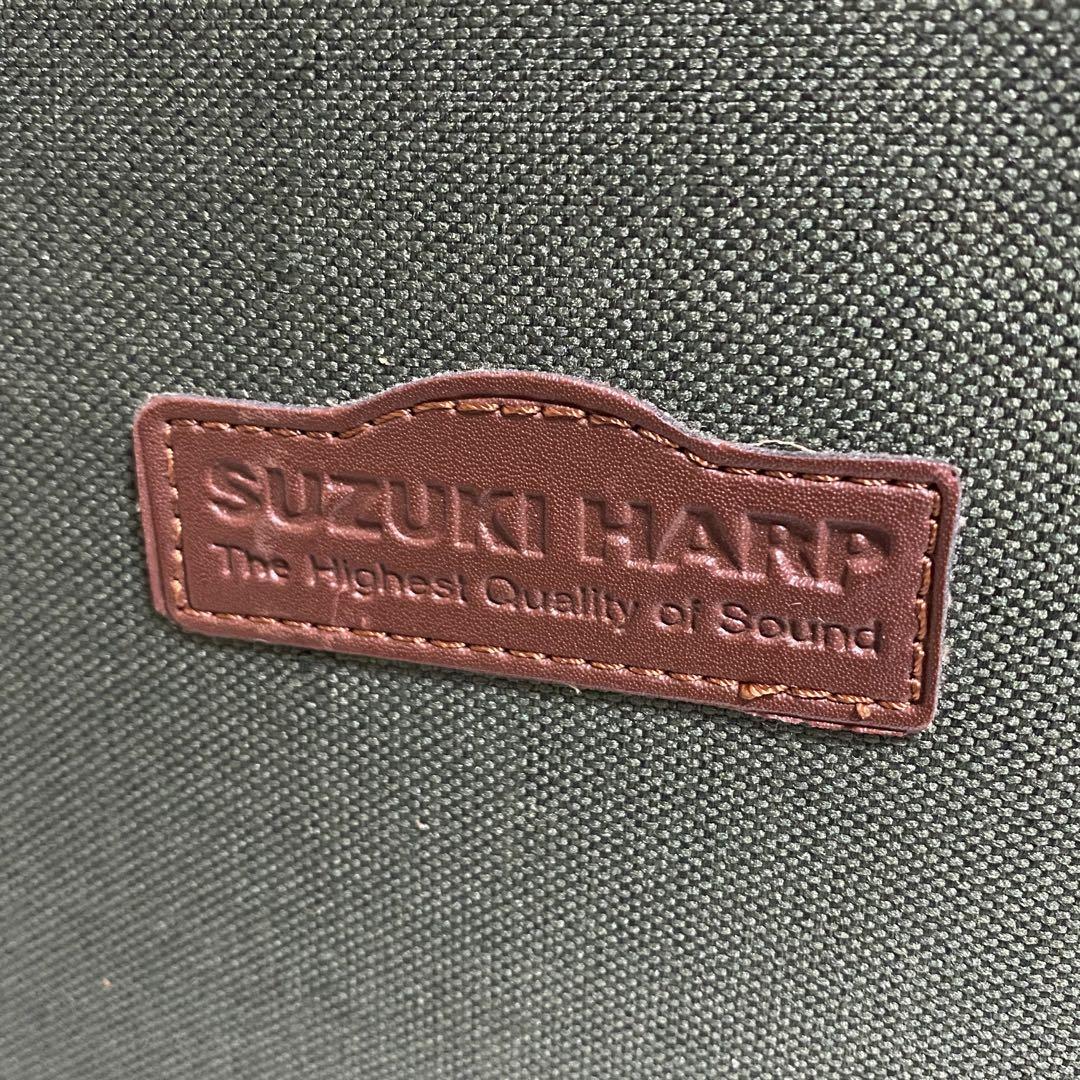 SUZUKI HARP
The Highest Quality of Sound